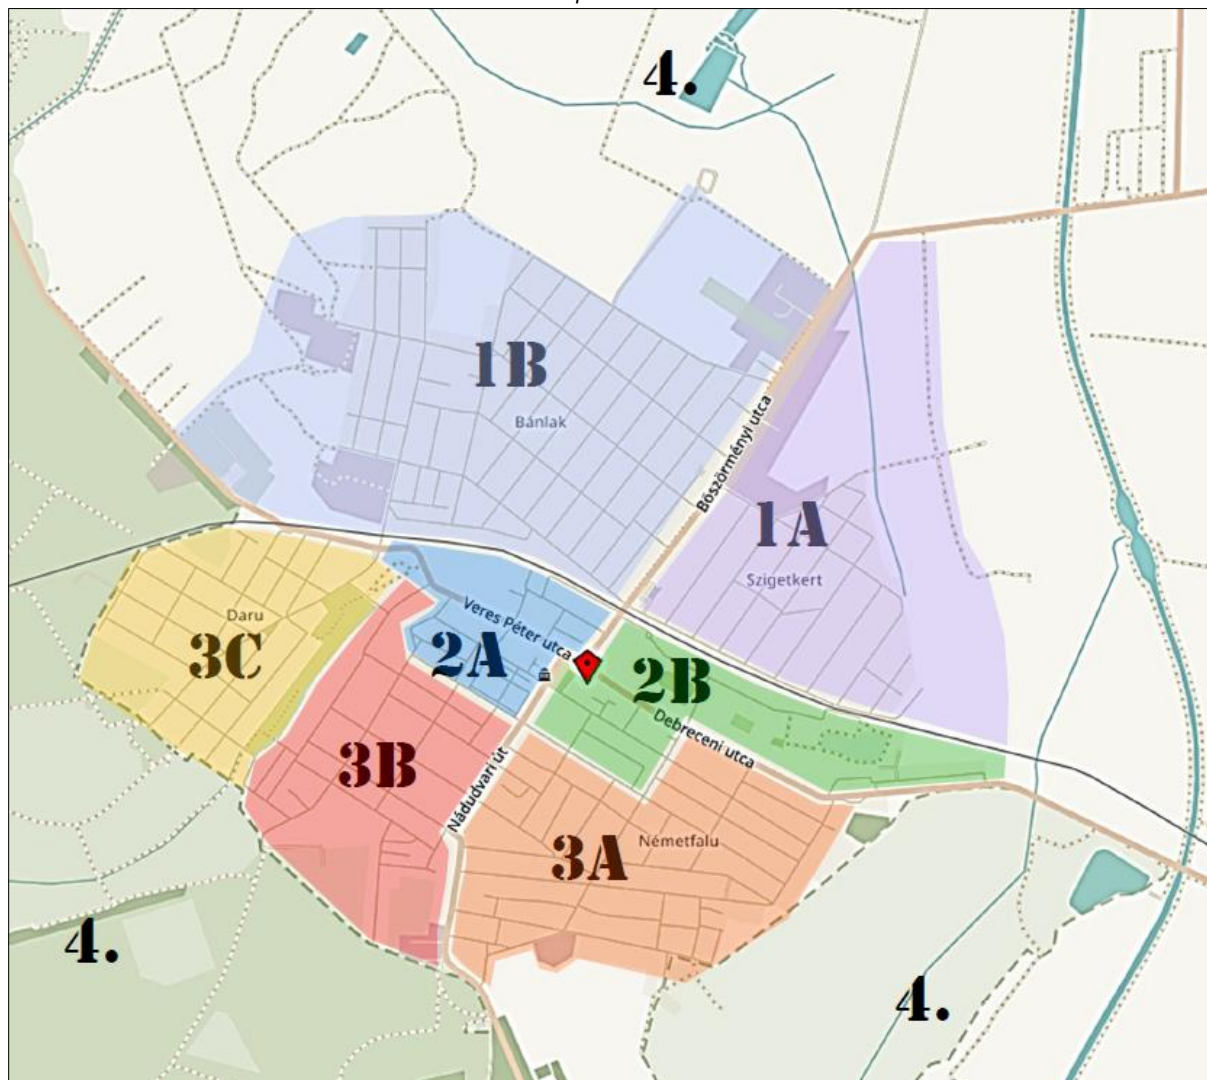 4.
1B
Bánlak
Böszörményi utca
1A
Szigetkert
Daru
3C
Veres Péter utca
2A
2B
Debreceni utca
3B
Nádudvari út
3A
Németfalu
4.
4.